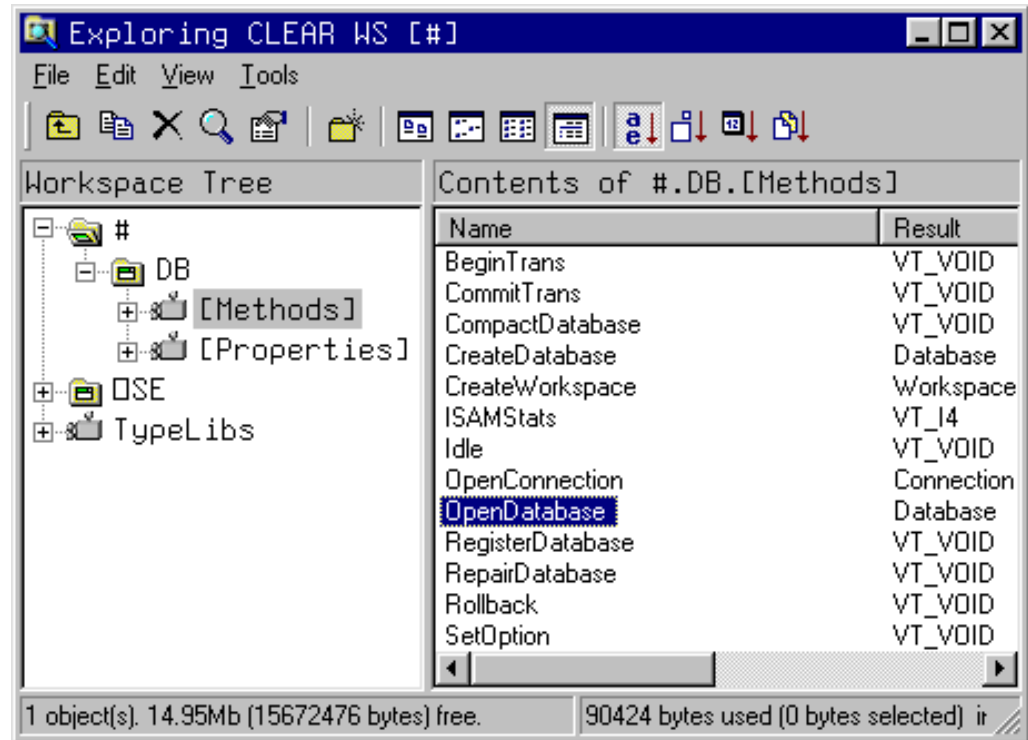 Exploring CLEAR WS [#]
File Edit View Tools
Workspace Tree
#
DB
[Methods]
[Properties]
OSE
TypeLibs
Contents of #.DB.[Methods]
Name Result
BeginTrans VT_VOID
CommitTrans VT_VOID
CompactDatabase VT_VOID
CreateDatabase Database
CreateWorkspace Workspace
ISAMStats VT_I4
Idle VT_VOID
OpenConnection Connection
OpenDatabase Database
RegisterDatabase VT_VOID
RepairDatabase VT_VOID
Rollback VT_VOID
SetOption VT_VOID
1 object(s). 14.95Mb (15672476 bytes) free.
90424 bytes used (0 bytes selected)